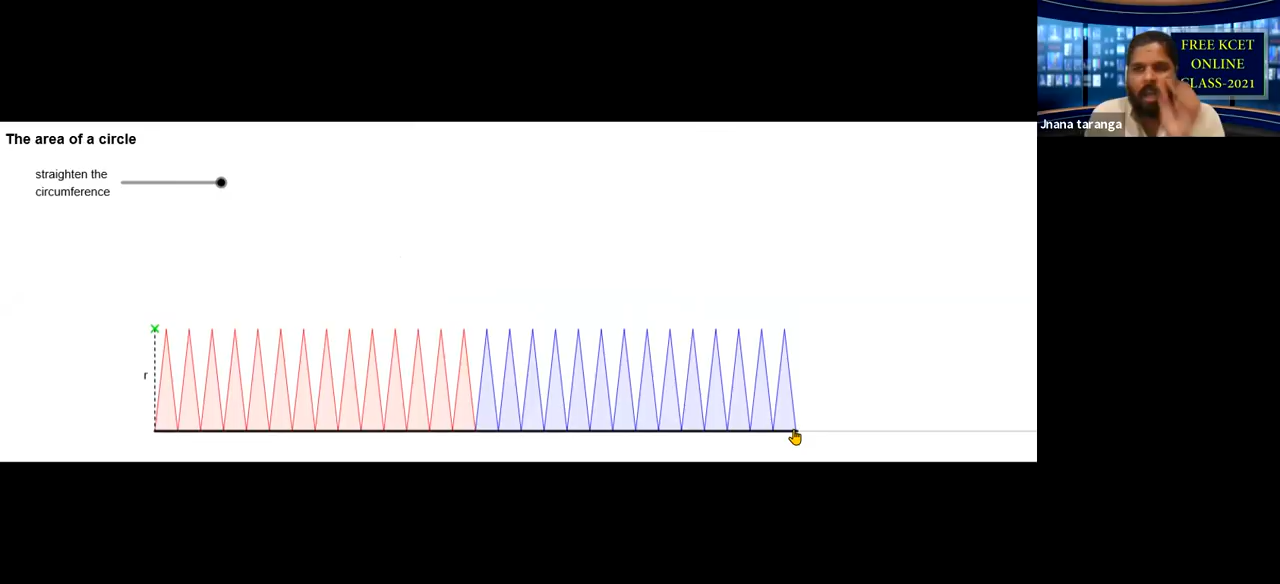 The area of a circle
straighten the
circumference
r
FREE KCET
ONLINE
CLASS-2021
Jnana taranga